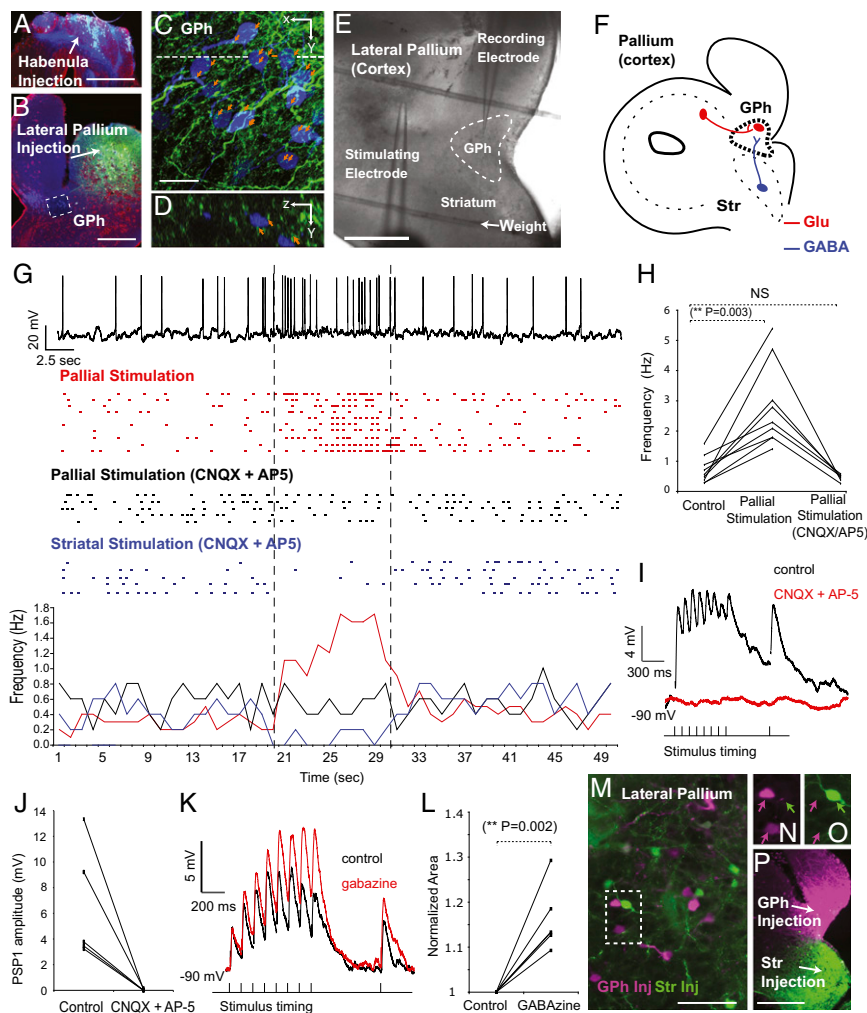 A
Habenula
Injection
B
Lateral Pallium
Injection
GPh
C
GPh
X
Y
D
Z
Y
E
Lateral Pallium
(Cortex)
Recording
Electrode
GPh
Stimulating
Electrode
Striatum
Weight
F
Pallium
(cortex)
GPh
Str
Glu
GABA
G
20 mV
2.5 sec
Pallial Stimulation
Pallial Stimulation (CNQX + AP5)
Striatal Stimulation (CNQX + AP5)
Frequency (Hz)
1.8
1.6
1.4
1.2
1.0
0.8
0.6
0.4
0.2
0.0
1 5 9 13 17 21 25 29 33 37 41 45 49
Time (sec)
H
NS
(** P=0.003)
Frenquency (Hz)
6
5
4
3
2
1
0
Control
Pallial
Stimulation
Pallial
Stimulation
(CNQX/AP5)
I
control
CNQX + AP-5
4 mV
300 ms
-90 mV
Stimulus timing
J
PSP1 amplitude (mV)
14
12
10
8
6
4
2
0
Control CNQX + AP-5
K
5 mV
200 ms
control
gabazine
-90 mV
Stimulus timing
L
(** P=0.002)
Normalized Area
1.4
1.3
1.2
1.1
1
Control GABAzine
M
Lateral Pallium
GPh Inj Str Inj
N
O
P
GPh
Injection
Str
Injection